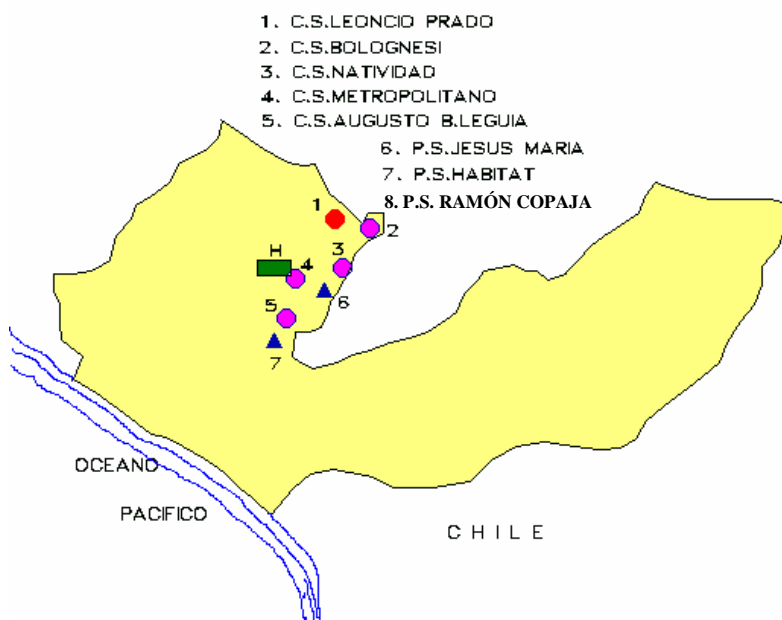 1. C.S.LEONCIO PRADO
2. C.S.BOLOGNESI
3. C.S.NATIVIDAD
4. C.S.METROPOLITANO
5. C.S.AUGUSTO B.LEGUIA
6. P.S.JESUS MARIA
7. P.S.HABITAT
8. P.S. RAMÓN COPAJA
1
2
H
3
4
6
5
7
OCEANO
PACIFICO
CHILE